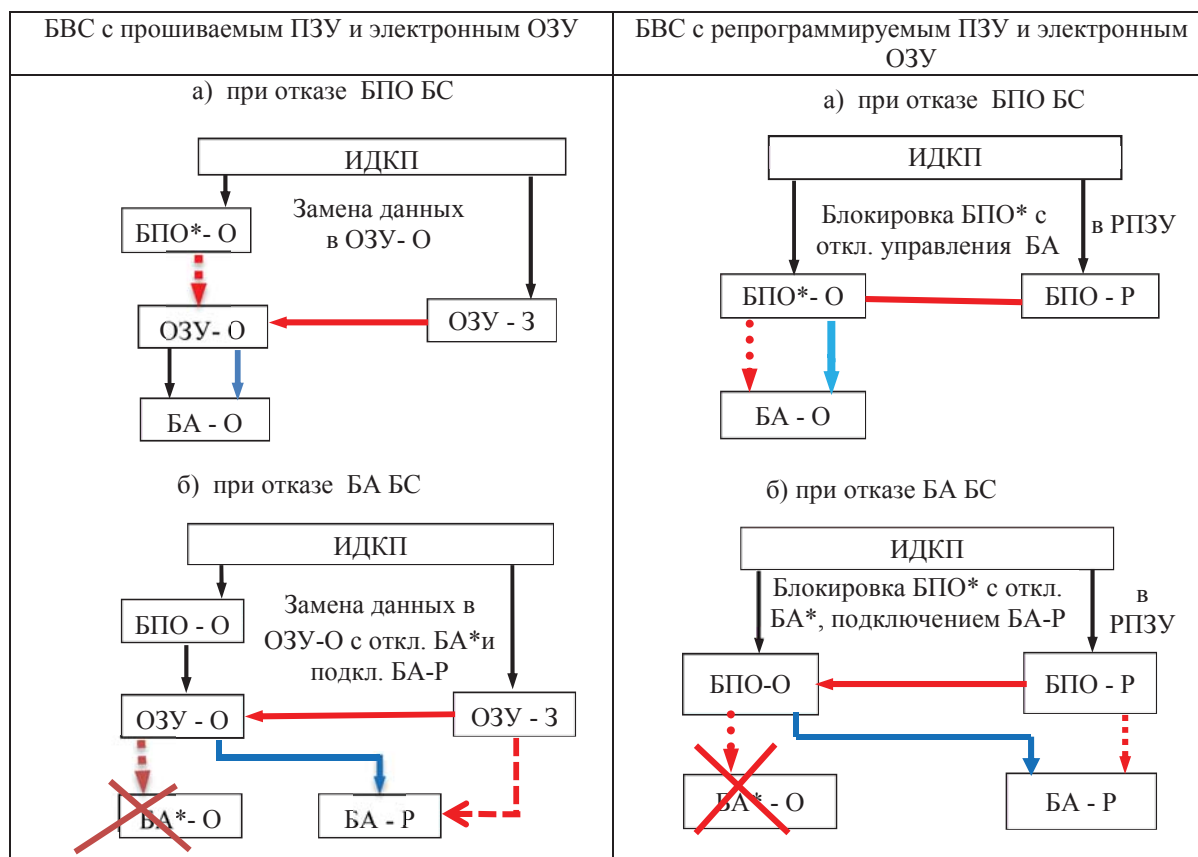 БВС с прошиваемым ПЗУ и электронным ОЗУ
а) при отказе БПО БС
ИДКП
Замена данных
в ОЗУ- О
БПО*- О
ОЗУ- О
ОЗУ - З
БА - О
б) при отказе БА БС
ИДКП
Замена данных в
ОЗУ-О с откл. БА*и
подкл. БА-Р
БПО - О
ОЗУ - О
ОЗУ - З
БА*- О
БА - Р
БВС с репрограммируемым ПЗУ и электронным
ОЗУ
а) при отказе БПО БС
ИДКП
Блокировка БПО* с
откл. управления БА
в РПЗУ
БПО*- О
БПО - Р
БА - О
б) при отказе БА БС
ИДКП
Блокировка БПО* с откл.
БА*, подключением БА-Р
в
РПЗУ
БПО-О
БПО - Р
БА* - О
БА - Р